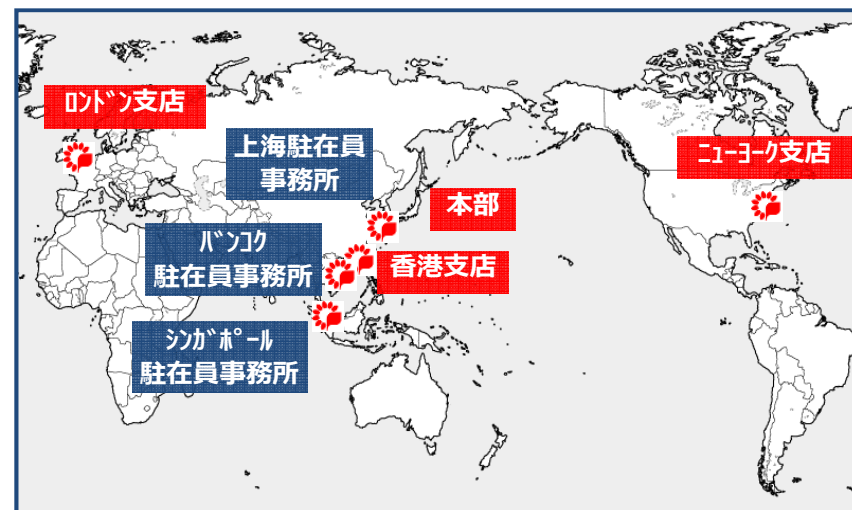 ﾛﾝﾄﾞﾝ支店
上海駐在員
事務所
ﾆｭｰﾖｰｸ支店
本部
ﾊﾞﾝｺｸ
駐在員事務所
香港支店
ｼﾝｶﾞﾎﾟｰﾙ
駐在員事務所